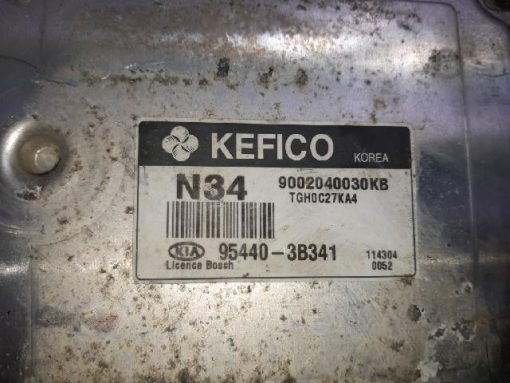 KEFICO
KOREA
N34
9002040030KB
TGH0C27KA4
KIA
95440-3B341
114304
Licence Bosch
0052